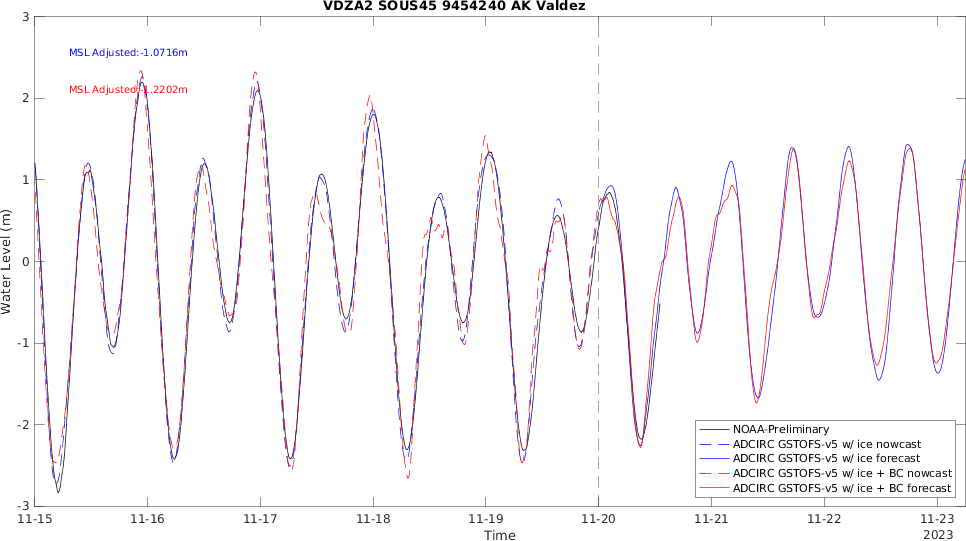 VDZA2 SOUS45 9454240 AK Valdez
MSL Adjusted:-1.0716m
MSL Adjusted:-1.2202m
Water Level (m)
3
2
1
0
-1
-2
-3
11-15
11-16
11-17
11-18
11-19
11-20
11-21
11-22
11-23
Time
2023
NOAA-Preliminary
ADCIRC GSTOFS-v5 w/ ice nowcast
ADCIRC GSTOFS-v5 w/ ice forecast
ADCIRC GSTOFS-v5 w/ ice + BC nowcast
ADCIRC GSTOFS-v5 w/ ice + BC forecast